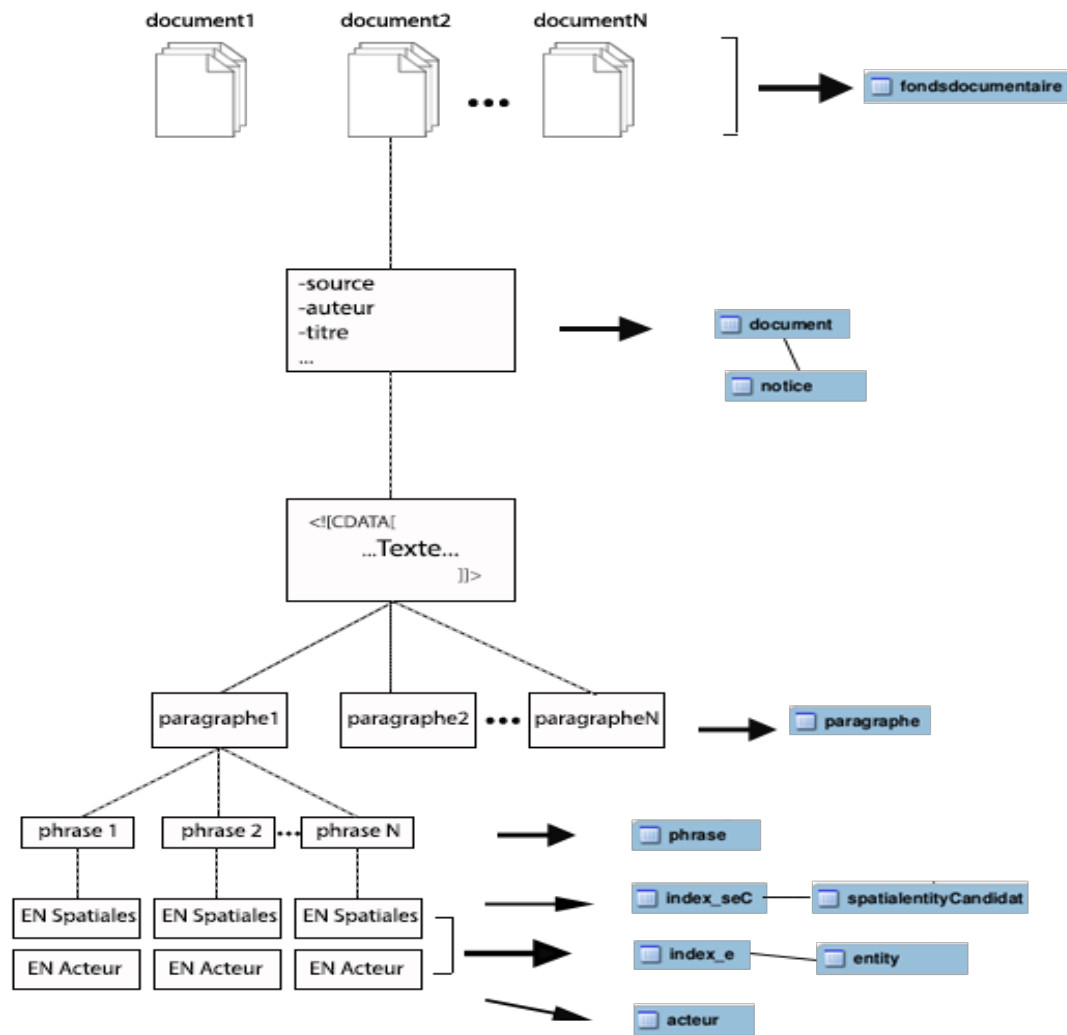 document1 document2 documentN
...
fondsdocumentaire
-source
-auteur
-titre
...
document
notice
<![CDATA[
...Texte...
]]>
paragraphe1 paragraphe2 ... paragrapheN
paragraphe
phrase 1 phrase 2 ... phrase N
phrase
EN Spatiales EN Spatiales EN Spatiales
index_seC spatialentityCandidat
EN Acteur EN Acteur EN Acteur
index_e entity
acteur